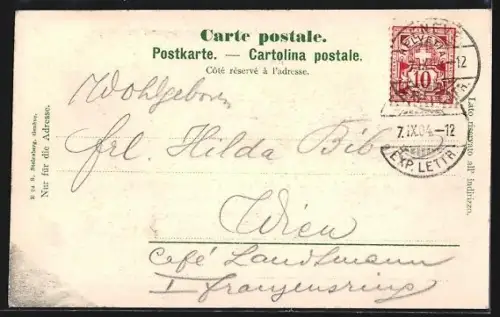 Carte postale.
Postkarte. — Cartolina postale.
Côté réservé à l'adresse.
HELVETIA
10
7. IX. 04. –12
EXP. LETTR.
Wohlgeboren
Frl. Hilda Bib
Wien
Café Landtmann
I Franzensring
Nur für die Adresse.
Lato riservato all' Indirizzo.